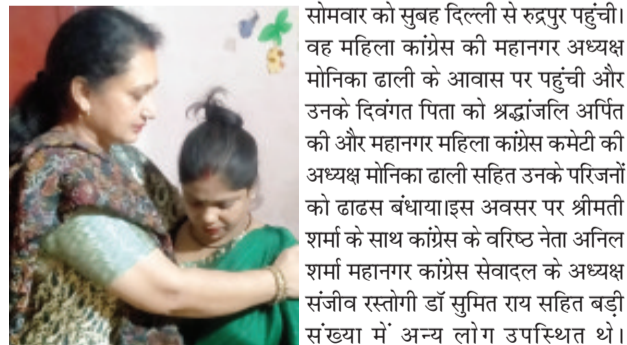 सोमवार को सुबह दिल्ली से रुद्रपुर पहुंची।
वह महिला कांग्रेस की महानगर अध्यक्ष
मोनिका ढाली के आवास पर पहुंची और
उनके दिवंगत पिता को श्रद्धांजलि अर्पित
की और महानगर महिला कांग्रेस कमेटी की
अध्यक्ष मोनिका ढाली सहित उनके परिजनों
को ढाढस बंधाया।इस अवसर पर श्रीमती
शर्मा के साथ कांग्रेस के वरिष्ठ नेता अनिल
शर्मा महानगर कांग्रेस सेवादल के अध्यक्ष
संजीव रस्तोगी डॉ सुमित राय सहित बड़ी
संख्या में अन्य लोग उपस्थित थे।